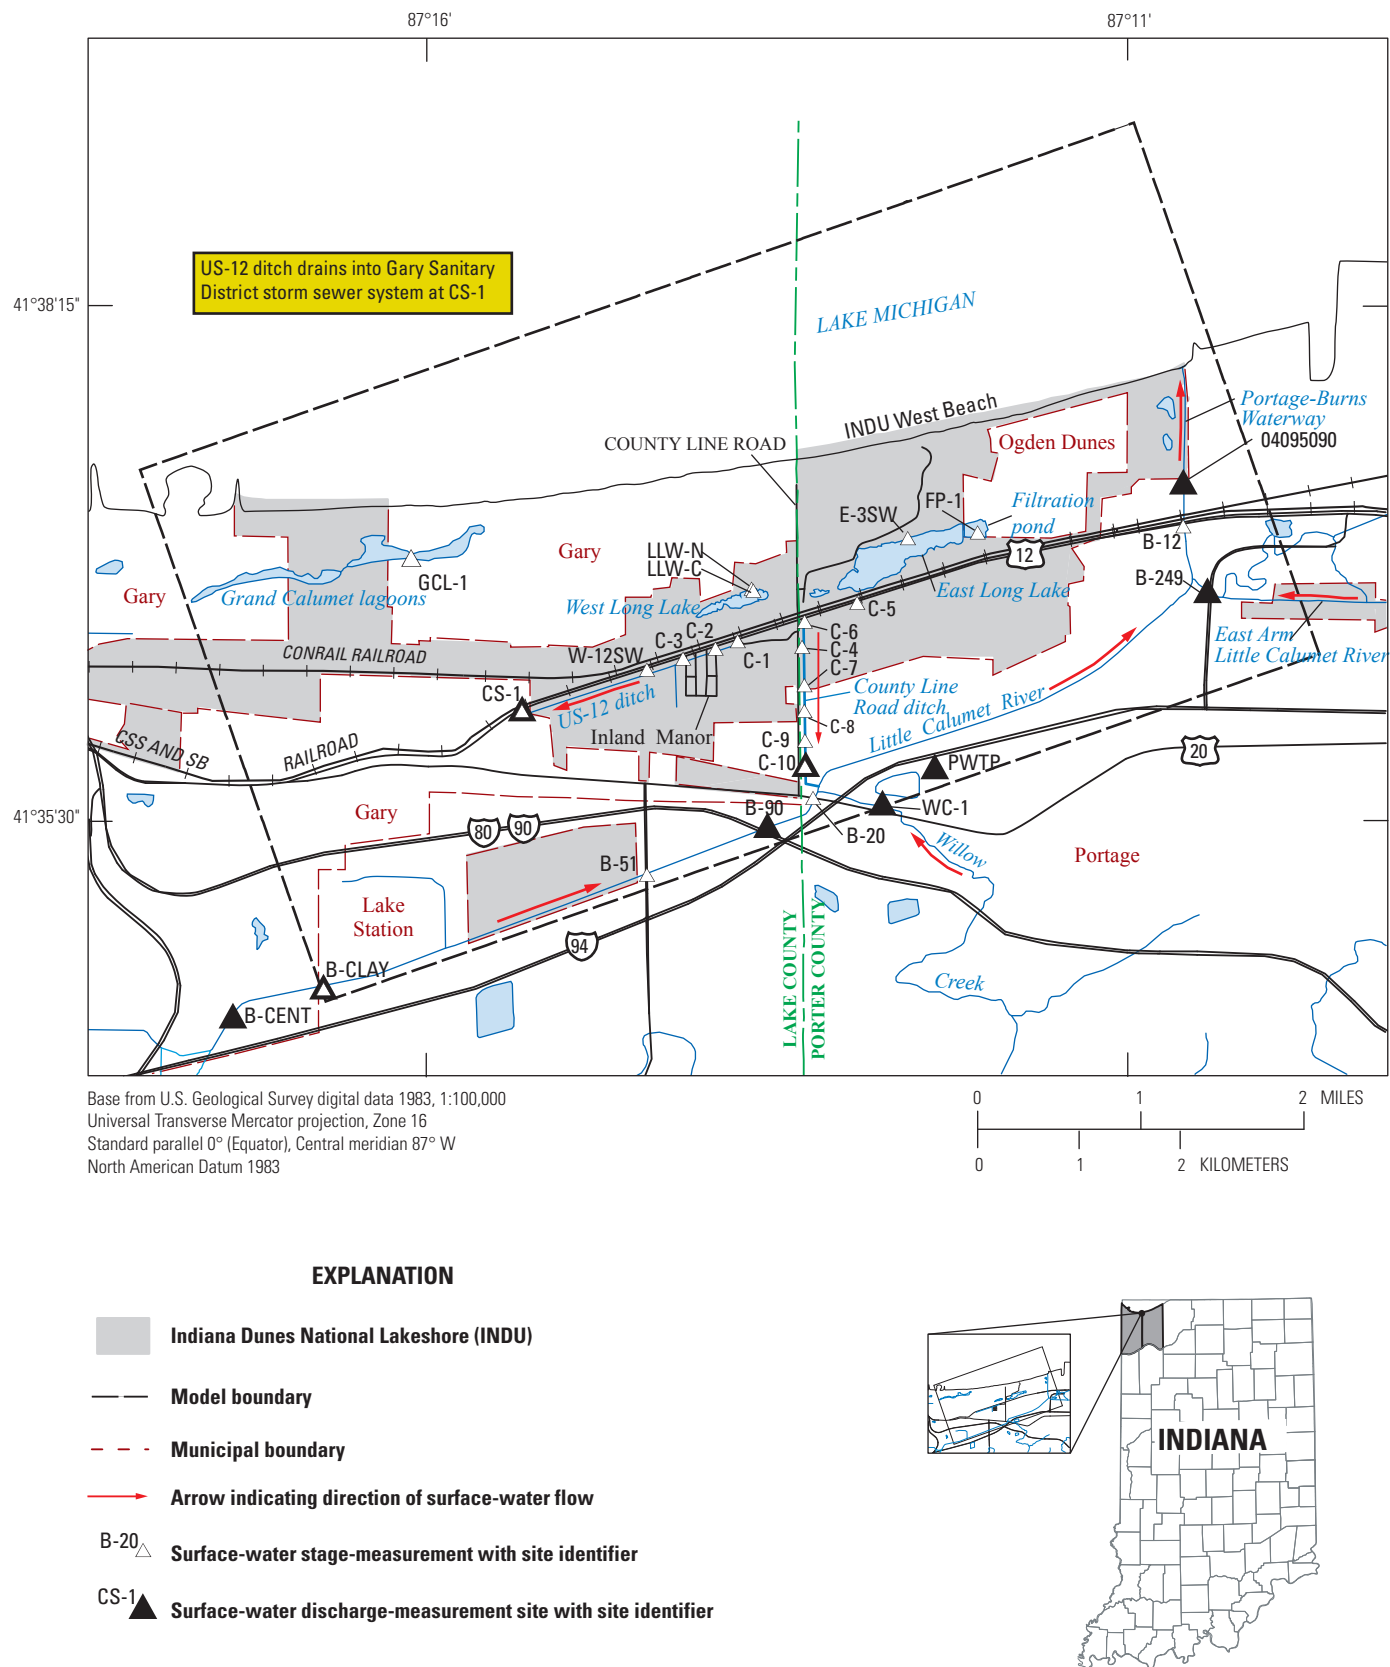 87°16'
87°11'
41°38'15"
41°35'30"
US-12 ditch drains into Gary Sanitary
District storm sewer system at CS-1
LAKE MICHIGAN
INDU West Beach
COUNTY LINE ROAD
Ogden Dunes
Portage-Burns
Waterway
04095090
Filtration
pond
FP-1
E-3SW
12
B-12
B-249
East Long Lake
East Arm
Little Calumet River
Gary
LLW-N
LLW-C
West Long Lake
GCL-1
Grand Calumet lagoons
Gary
CONRAIL RAILROAD
C-5
C-6
C-4
C-7
C-8
C-9
C-10
C-1
C-2
C-3
W-12SW
CS-1
US-12 ditch
Inland Manor
County Line
Road ditch
Little Calumet River
CSS AND SB
RAILROAD
PWTP
20
WC-1
B-20
B-90
Gary
80
90
B-51
Willow
Portage
Lake
Station
94
B-CLAY
B-CENT
Creek
LAKE COUNTY
PORTER COUNTY
Base from U.S. Geological Survey digital data 1983, 1:100,000
Universal Transverse Mercator projection, Zone 16
Standard parallel 0° (Equator), Central meridian 87° W
North American Datum 1983
0 1 2 MILES
0 1 2 KILOMETERS
EXPLANATION
Indiana Dunes National Lakeshore (INDU)
Model boundary
Municipal boundary
Arrow indicating direction of surface-water flow
B-20
Surface-water stage-measurement with site identifier
CS-1
Surface-water discharge-measurement site with site identifier
INDIANA